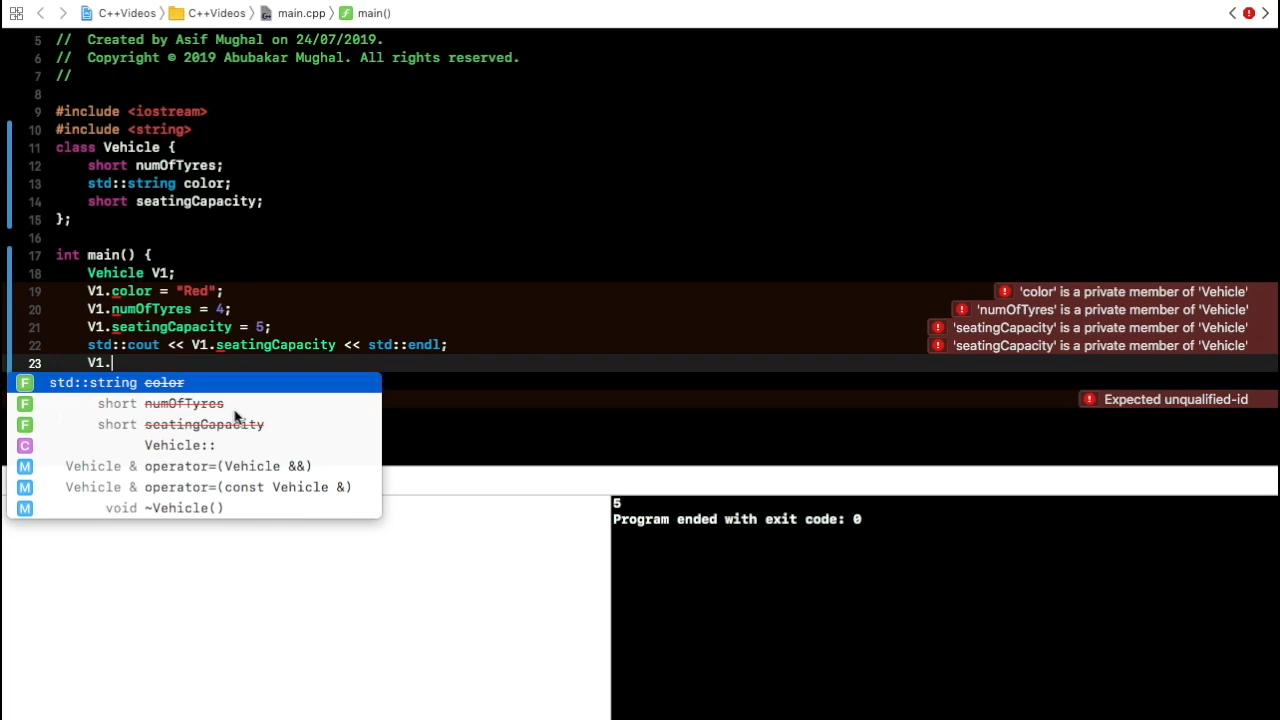 C++Videos C++Videos main.cpp main()
5 //  Created by Asif Mughal on 24/07/2019.
6 //  Copyright © 2019 Abubakar Mughal. All rights reserved.
7 //
8
9 #include <iostream>
10 #include <string>
11 class Vehicle {
12     short numOfTyres;
13     std::string color;
14     short seatingCapacity;
15 };
16
17 int main() {
18     Vehicle V1;
19     V1.color = "Red"; 'color' is a private member of 'Vehicle'
20     V1.numOfTyres = 4; 'numOfTyres' is a private member of 'Vehicle'
21     V1.seatingCapacity = 5; 'seatingCapacity' is a private member of 'Vehicle'
22     std::cout << V1.seatingCapacity << std::endl; 'seatingCapacity' is a private member of 'Vehicle'
23     V1.
F std::string color
F short numOfTyres Expected unqualified-id
F short seatingCapacity
C Vehicle::
M Vehicle & operator=(Vehicle &&)
M Vehicle & operator=(const Vehicle &)
M void ~Vehicle()
5
Program ended with exit code: 0